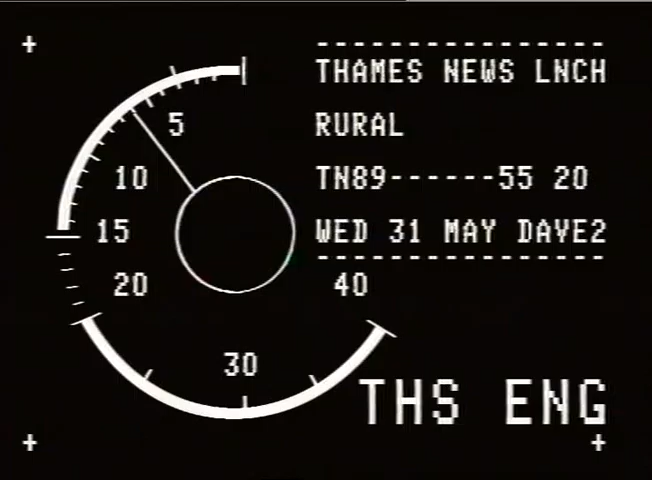 ----------------
THAMES NEWS LNCH
RURAL
TN89------55 20
WED 31 MAY DAVE2
----------------
5
10
15
20
30
40
THS ENG